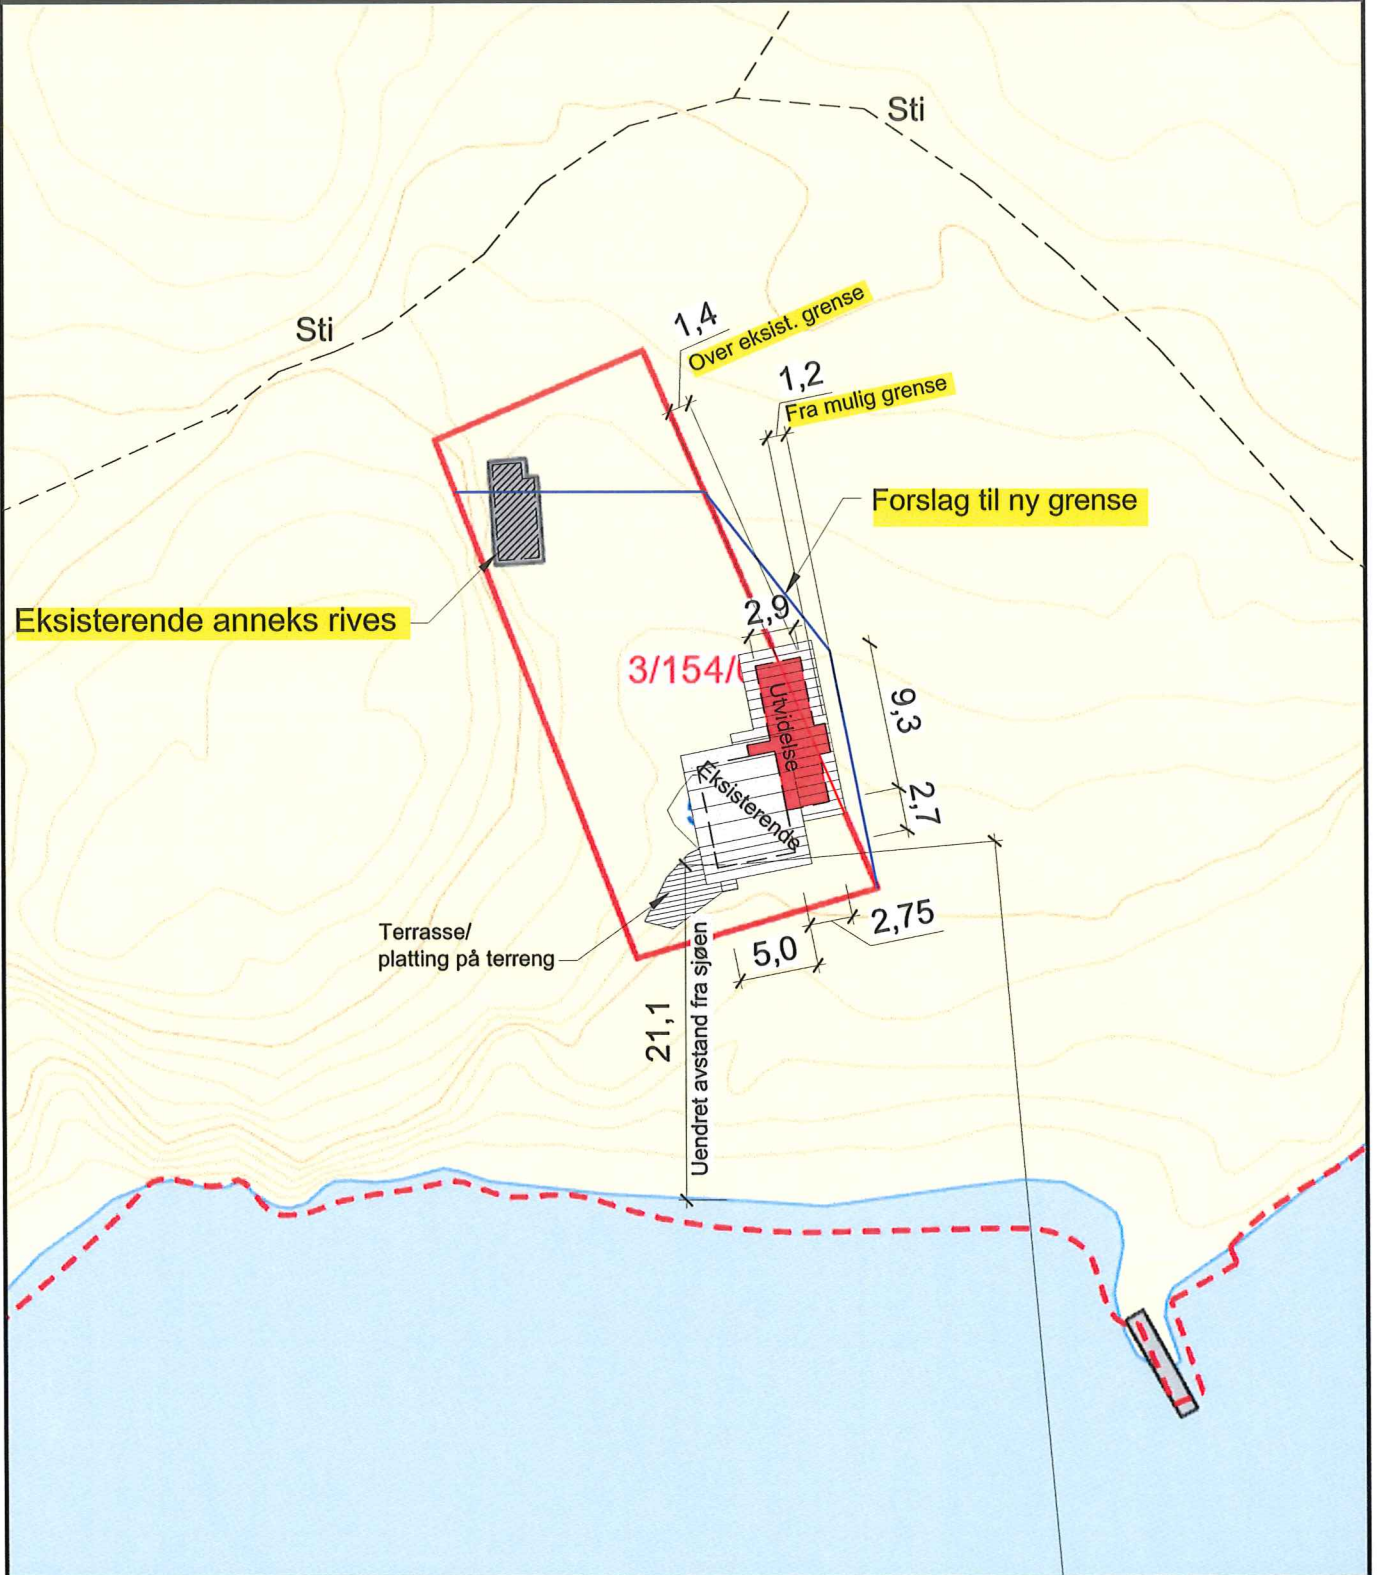 Sti
Sti
1,4
Over eksist. grense
1,2
Fra mulig grense
Forslag til ny grense
Eksisterende anneks rives
2,9
3/154/
Utvidelse
9,3
Eksisterende
2,7
Terrasse/
platting på terreng
2,75
5,0
21,1
Uendret avstand fra sjøen